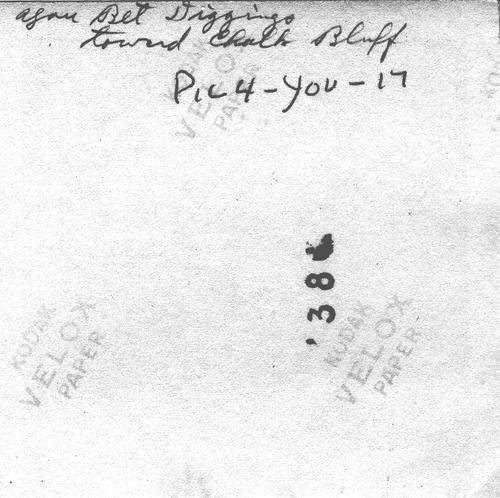 you Bet Diggings
toward Chalk Bluff
Pic 4-You-17
'38
KODAK
VELOX
PAPER
KODAK
VELOX
PAPER
KODAK
VELOX
PAPER